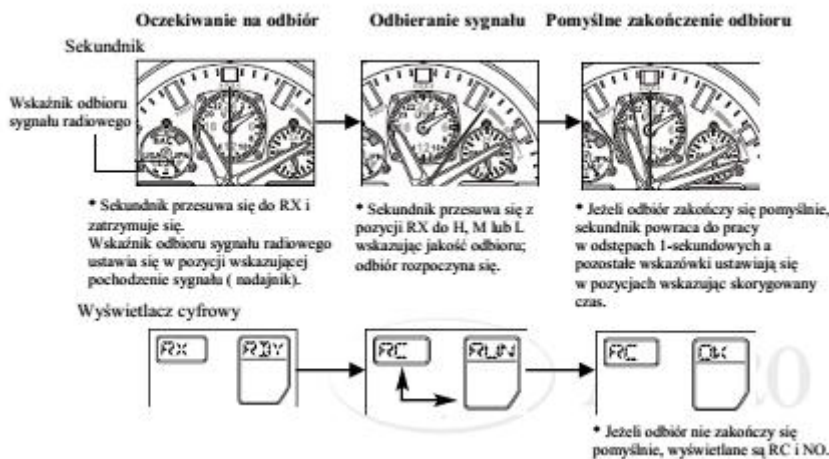 Oczekiwanie na odbiór
Odbieranie sygnału
Pomyślne zakończenie odbioru
Sekundnik
Wskaźnik odbioru
sygnału radiowego
* Sekundnik przesuwa się do RX i
zatrzymuje się.
Wskaźnik odbioru sygnału radiowego
ustawia się w pozycji wskazującej
pochodzenie sygnału ( nadajnik).
* Sekundnik przesuwa się z
pozycji RX do H, M lub L
wskazując jakość odbioru;
odbiór rozpoczyna się.
* Jeżeli odbiór zakończy się pomyślnie,
sekundnik powraca do pracy
w odstępach 1-sekundowych a
pozostałe wskazówki ustawiają się
w pozycjach wskazując skorygowany
czas.
Wyświetlacz cyfrowy
RX
RDY
RC
RUN
RC
OK
* Jeżeli odbiór nie zakończy się
pomyślnie, wyświetlane są RC i NO.